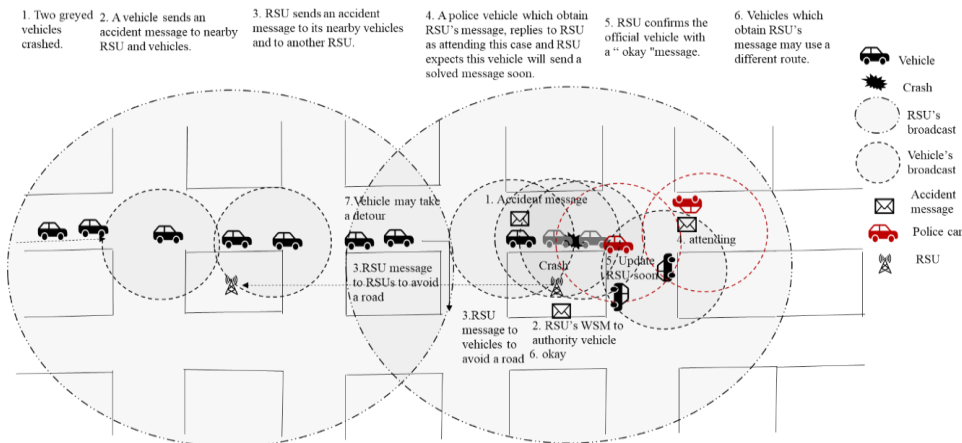 1. Two greyed
vehicles
crashed.
2. A vehicle sends an
accident message to nearby
RSU and vehicles.
3. RSU sends an accident
message to its nearby vehicles
and to another RSU.
4. A police vehicle which obtain
RSU's message, replies to RSU
as attending this case and RSU
expects this vehicle will send a
solved message soon.
5. RSU confirms the
official vehicle with
a “ okay "message.
6. Vehicles which
obtain RSU's
message may use a
different route.
Vehicle
Crash
RSU's
broadcast
Vehicle's
broadcast
Accident
message
Police car
RSU
7.Vehicle may take
a detour
1. Accident message
4. attending
Crash
5. Update
RSU soon
3.RSU message
to RSUs to avoid
a road
3.RSU
message to
vehicles to
avoid a road
2. RSU's WSM to
authority vehicle
6. okay